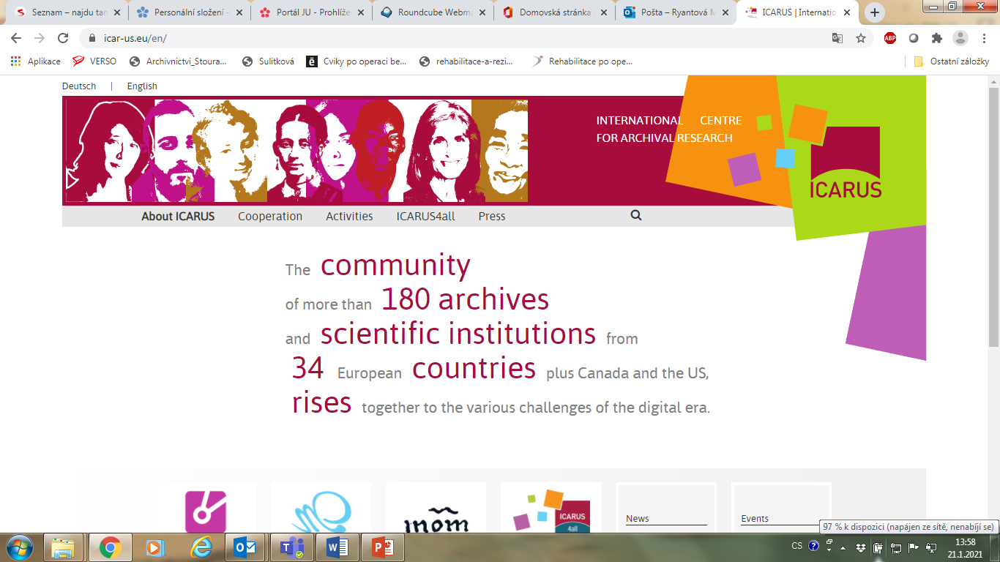 Seznam – najdu tam
Personální složení –
Portál JU - Prohlíže
Roundcube Webma
Domovská stránka
Pošta – Ryantová M
ICARUS | Internatio
icar-us.eu/en/
ABP
Aplikace
VERSO
Archivnictvi_Stoura...
Sulitková
Cviky po operaci be...
rehabilitace-a-rezi...
Rehabilitace po ope...
Ostatní záložky
Deutsch | English
INTERNATIONAL CENTRE
FOR ARCHIVAL RESEARCH
ICARUS
About ICARUS Cooperation Activities ICARUS4all Press
The community
of more than 180 archives
and scientific institutions from
34 European countries plus Canada and the US,
rises together to the various challenges of the digital era.
mom
ICARUS
4all
News
Events
97 % k dispozici (napájen ze sítě, nenabíjí se)
CS
13:58
21.1.2021